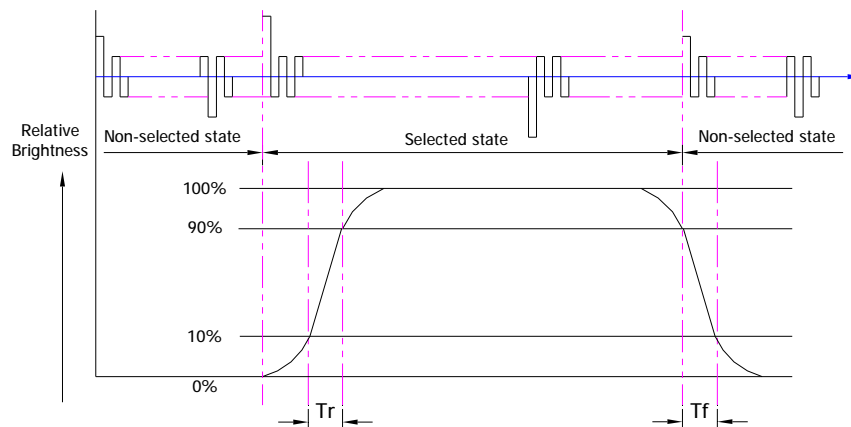 Relative
Brightness
Non-selected state
Selected state
Non-selected state
100%
90%
10%
0%
Tr
Tf